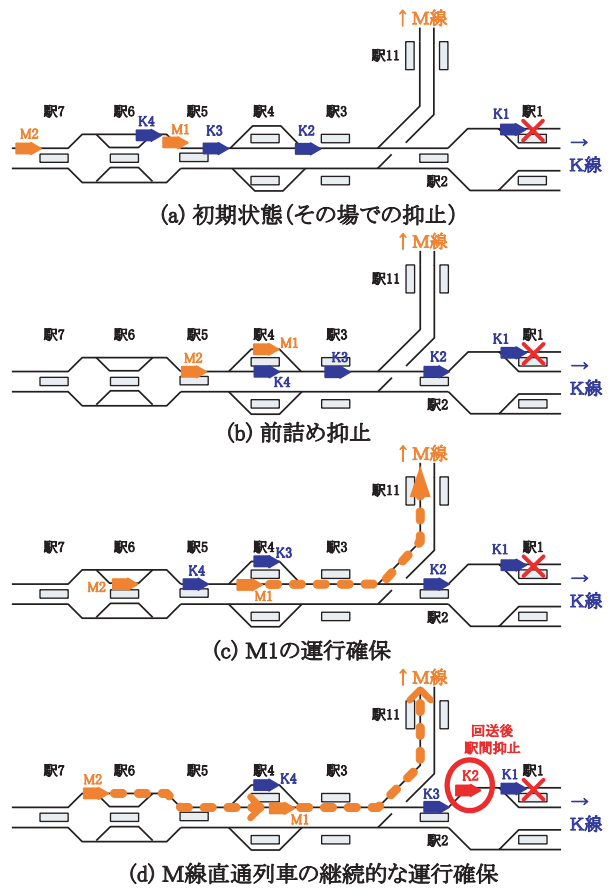 ↑M線
駅11
駅7 駅6 駅5 駅4 駅3 K1 駅1
M2 K4 M1 K3 K2
→
K線
駅2
(a) 初期状態(その場での抑止)
↑M線
駅11
駅7 駅6 駅5 駅4 駅3 K1 駅1
M1
M2 K4 K3 K2
→
K線
駅2
(b) 前詰め抑止
↑M線
駅11
駅7 駅6 駅5 駅4 駅3 駅1
K3 K1
M2 K4 M1 K2
→
K線
駅2
(c) M1の運行確保
↑M線
駅11
回送後
駅間抑止
駅7 駅6 駅5 駅4 駅3 駅1
M2 K4 K2 K1
M1 K3
→
K線
駅2
(d) M線直通列車の継続的な運行確保